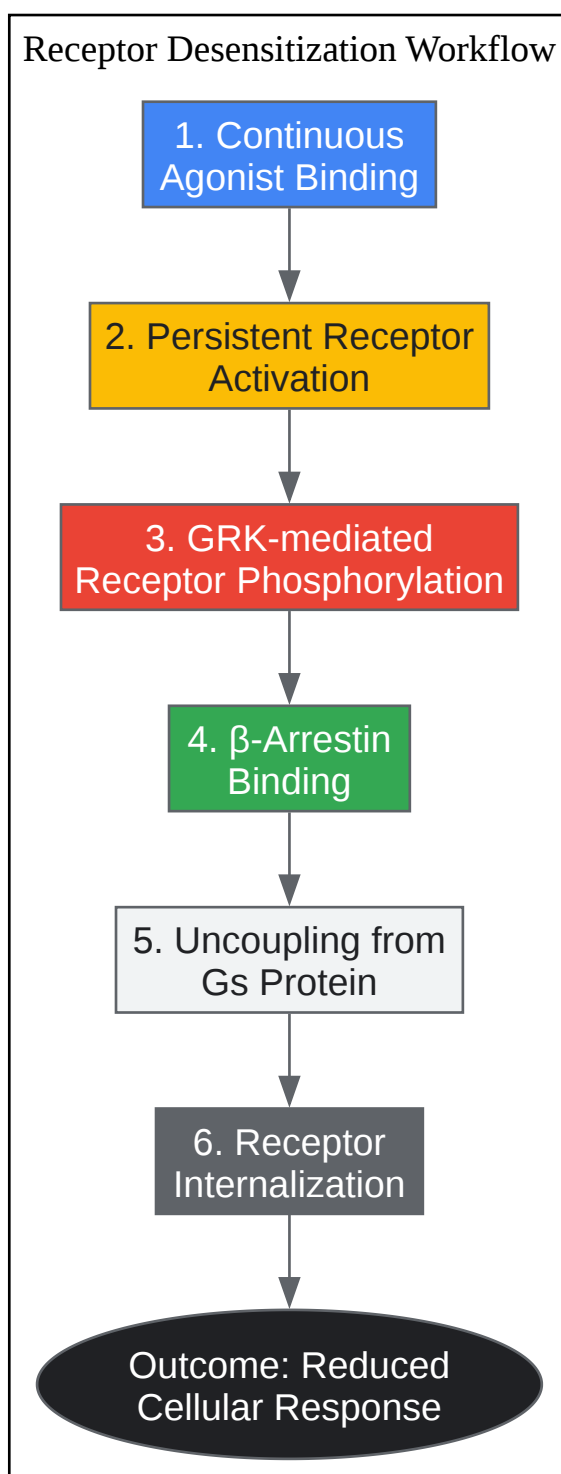 Receptor Desensitization Workflow
1. Continuous
Agonist Binding
2. Persistent Receptor
Activation
3. GRK-mediated
Receptor Phosphorylation
4. β-Arrestin
Binding
5. Uncoupling from
Gs Protein
6. Receptor
Internalization
Outcome: Reduced
Cellular Response